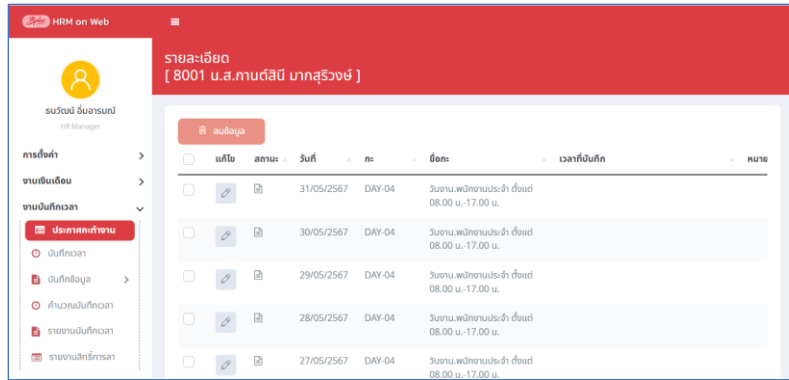 HRM on Web
รายละเอียด
[ 8001 น.ส.กานต์สินี มากสุริวงษ์ ]
ธนวัฒน์ อิ่มอารมณ์
HR Manager
การตั้งค่า
งานเงินเดือน
งานบันทึกเวลา
ประกาศกะทำงาน
บันทึกเวลา
บันทึกข้อมูล
คำนวณบันทึกเวลา
รายงานบันทึกเวลา
รายงานสิทธิ์การลา
ลบข้อมูล
แก้ไข สถานะ วันที่ กะ ชื่อกะ เวลาที่บันทึก หมาย
31/05/2567 DAY-04 วันงาน.พนักงานประจำ ตั้งแต่
08.00 น.-17.00 น.
30/05/2567 DAY-04 วันงาน.พนักงานประจำ ตั้งแต่
08.00 น.-17.00 น.
29/05/2567 DAY-04 วันงาน.พนักงานประจำ ตั้งแต่
08.00 น.-17.00 น.
28/05/2567 DAY-04 วันงาน.พนักงานประจำ ตั้งแต่
08.00 น.-17.00 น.
27/05/2567 DAY-04 วันงาน.พนักงานประจำ ตั้งแต่
08.00 น.-17.00 น.